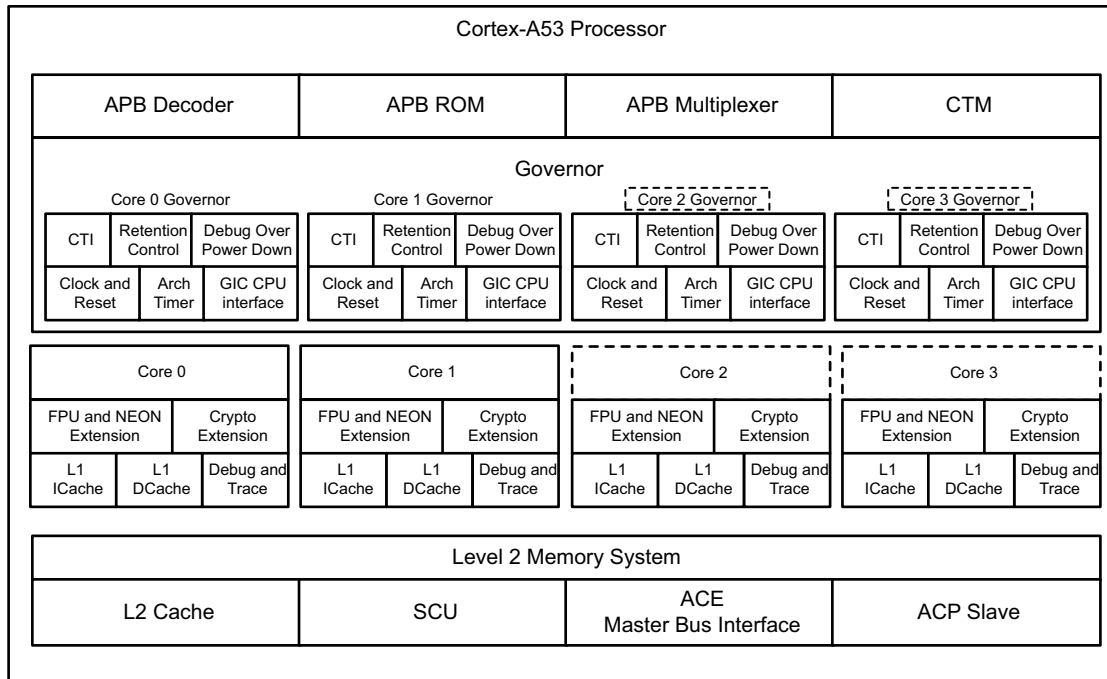 Cortex-A53 Processor
APB Decoder
APB ROM
APB Multiplexer
CTM
Governor
Core 0 Governor
CTI
Retention
Control
Debug Over
Power Down
Clock and
Reset
Arch
Timer
GIC CPU
interface
Core 1 Governor
CTI
Retention
Control
Debug Over
Power Down
Clock and
Reset
Arch
Timer
GIC CPU
interface
Core 2 Governor
CTI
Retention
Control
Debug Over
Power Down
Clock and
Reset
Arch
Timer
GIC CPU
interface
Core 3 Governor
CTI
Retention
Control
Debug Over
Power Down
Clock and
Reset
Arch
Timer
GIC CPU
interface
Core 0
FPU and NEON
Extension
Crypto
Extension
L1
ICache
L1
DCache
Debug and
Trace
Core 1
FPU and NEON
Extension
Crypto
Extension
L1
ICache
L1
DCache
Debug and
Trace
Core 2
FPU and NEON
Extension
Crypto
Extension
L1
ICache
L1
DCache
Debug and
Trace
Core 3
FPU and NEON
Extension
Crypto
Extension
L1
ICache
L1
DCache
Debug and
Trace
Level 2 Memory System
L2 Cache
SCU
ACE
Master Bus Interface
ACP Slave